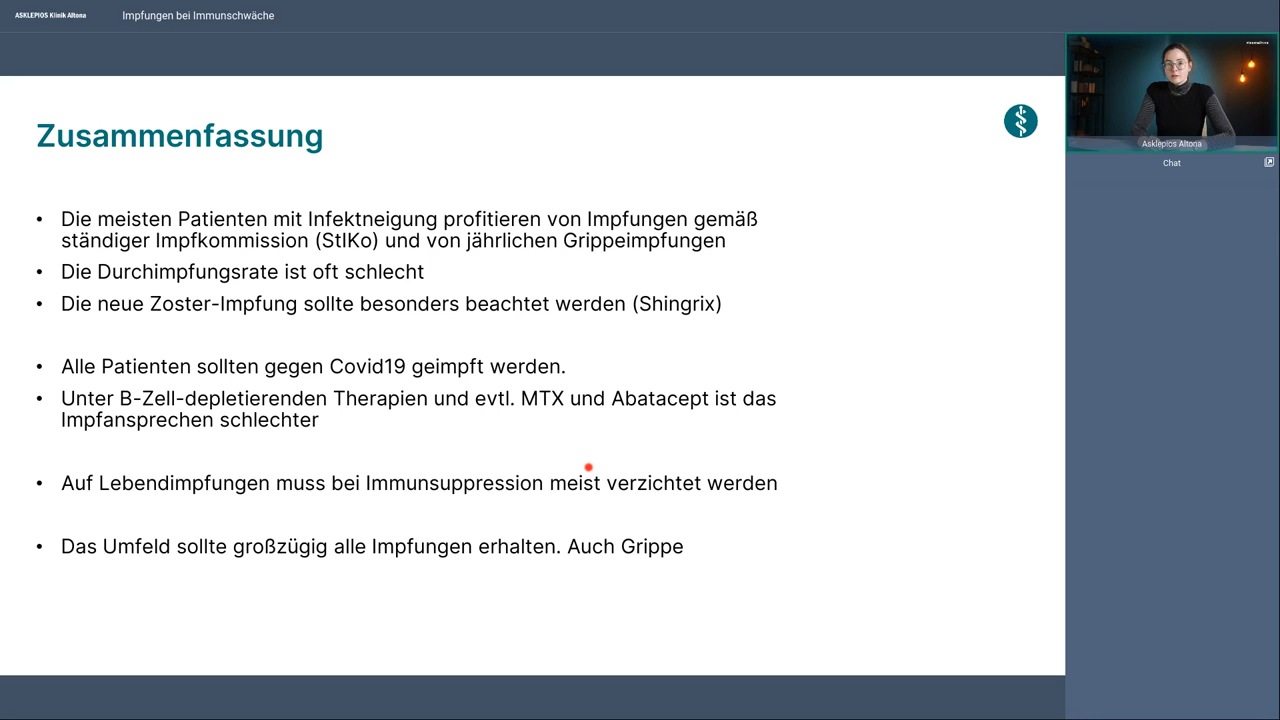 ASKLEPIOS Klinik Altona
Impfungen bei Immunschwäche
Zusammenfassung
• Die meisten Patienten mit Infektneigung profitieren von Impfungen gemäß
ständiger Impfkommission (StIKo) und von jährlichen Grippeimpfungen
• Die Durchimpfungsrate ist oft schlecht
• Die neue Zoster-Impfung sollte besonders beachtet werden (Shingrix)
• Alle Patienten sollten gegen Covid19 geimpft werden.
• Unter B-Zell-depletierenden Therapien und evtl. MTX und Abatacept ist das
Impfansprechen schlechter
• Auf Lebendimpfungen muss bei Immunsuppression meist verzichtet werden
• Das Umfeld sollte großzügig alle Impfungen erhalten. Auch Grippe
Asklepios Altona
Chat